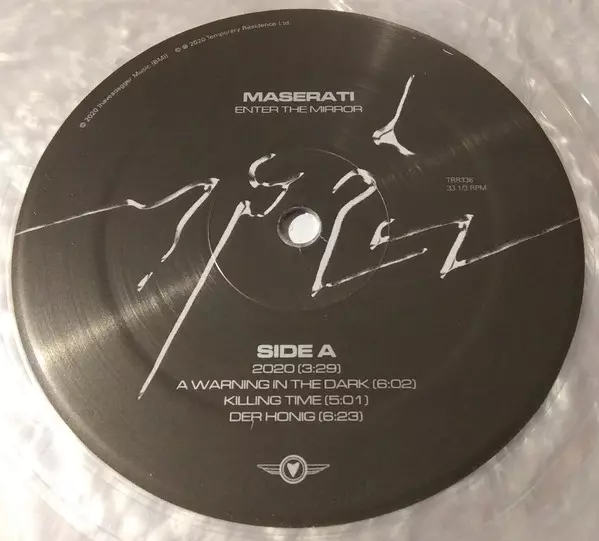 © 2020 Ihaveadagger Music (BMI) © ℗ 2020 Temporary Residence Ltd.
MASERATI
ENTER THE MIRROR
TRR336
33 1/3 RPM
SIDE A
2020 (3:29)
A WARNING IN THE DARK (6:02)
KILLING TIME (5:01)
DER HONIG (6:23)